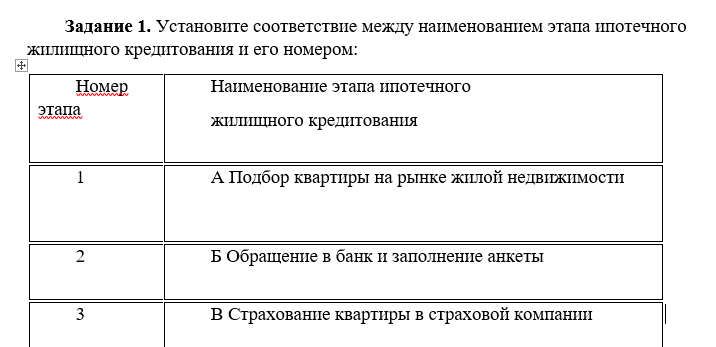 Задание 1. Установите соответствие между наименованием этапа ипотечного
жилищного кредитования и его номером:
Номер этапа
Наименование этапа ипотечного
жилищного кредитования
1
А Подбор квартиры на рынке жилой недвижимости
2
Б Обращение в банк и заполнение анкеты
3
В Страхование квартиры в страховой компании